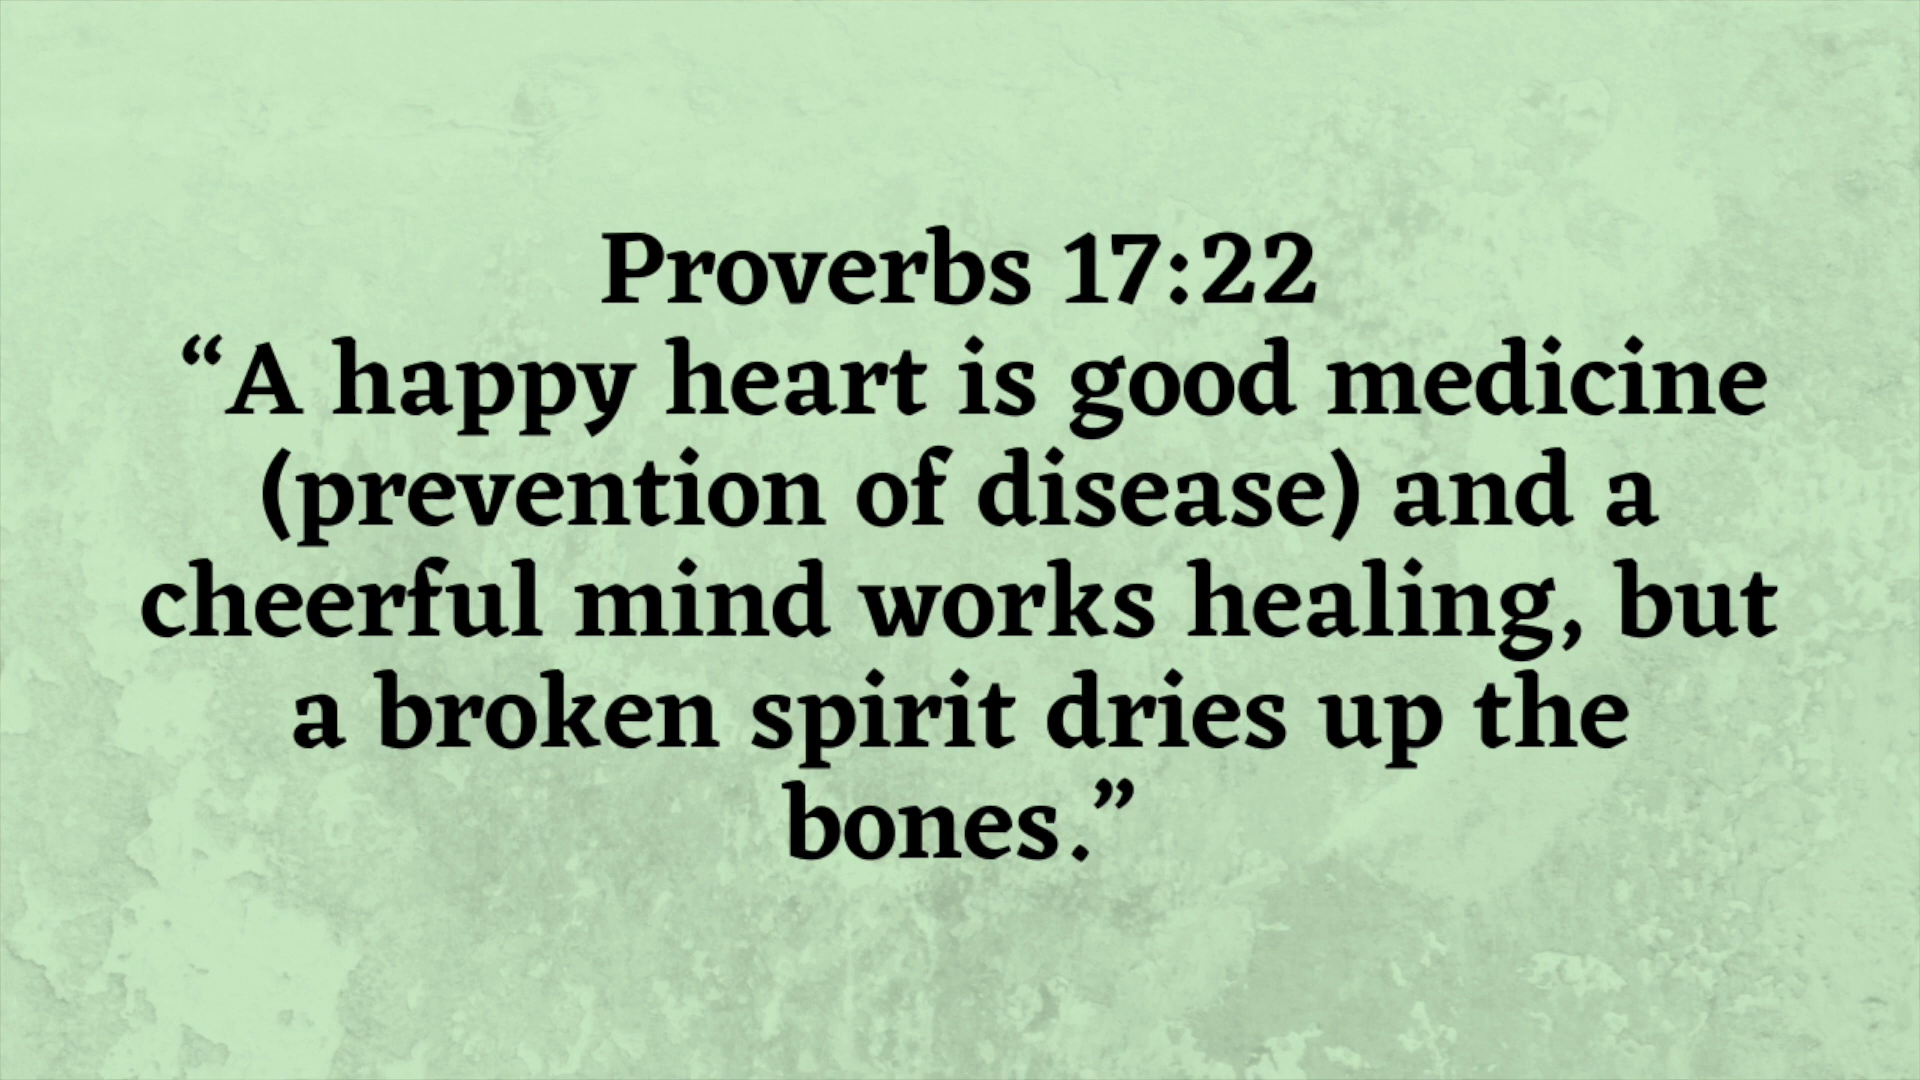 Proverbs 17:22
“A happy heart is good medicine
(prevention of disease) and a
cheerful mind works healing, but
a broken spirit dries up the
bones.”